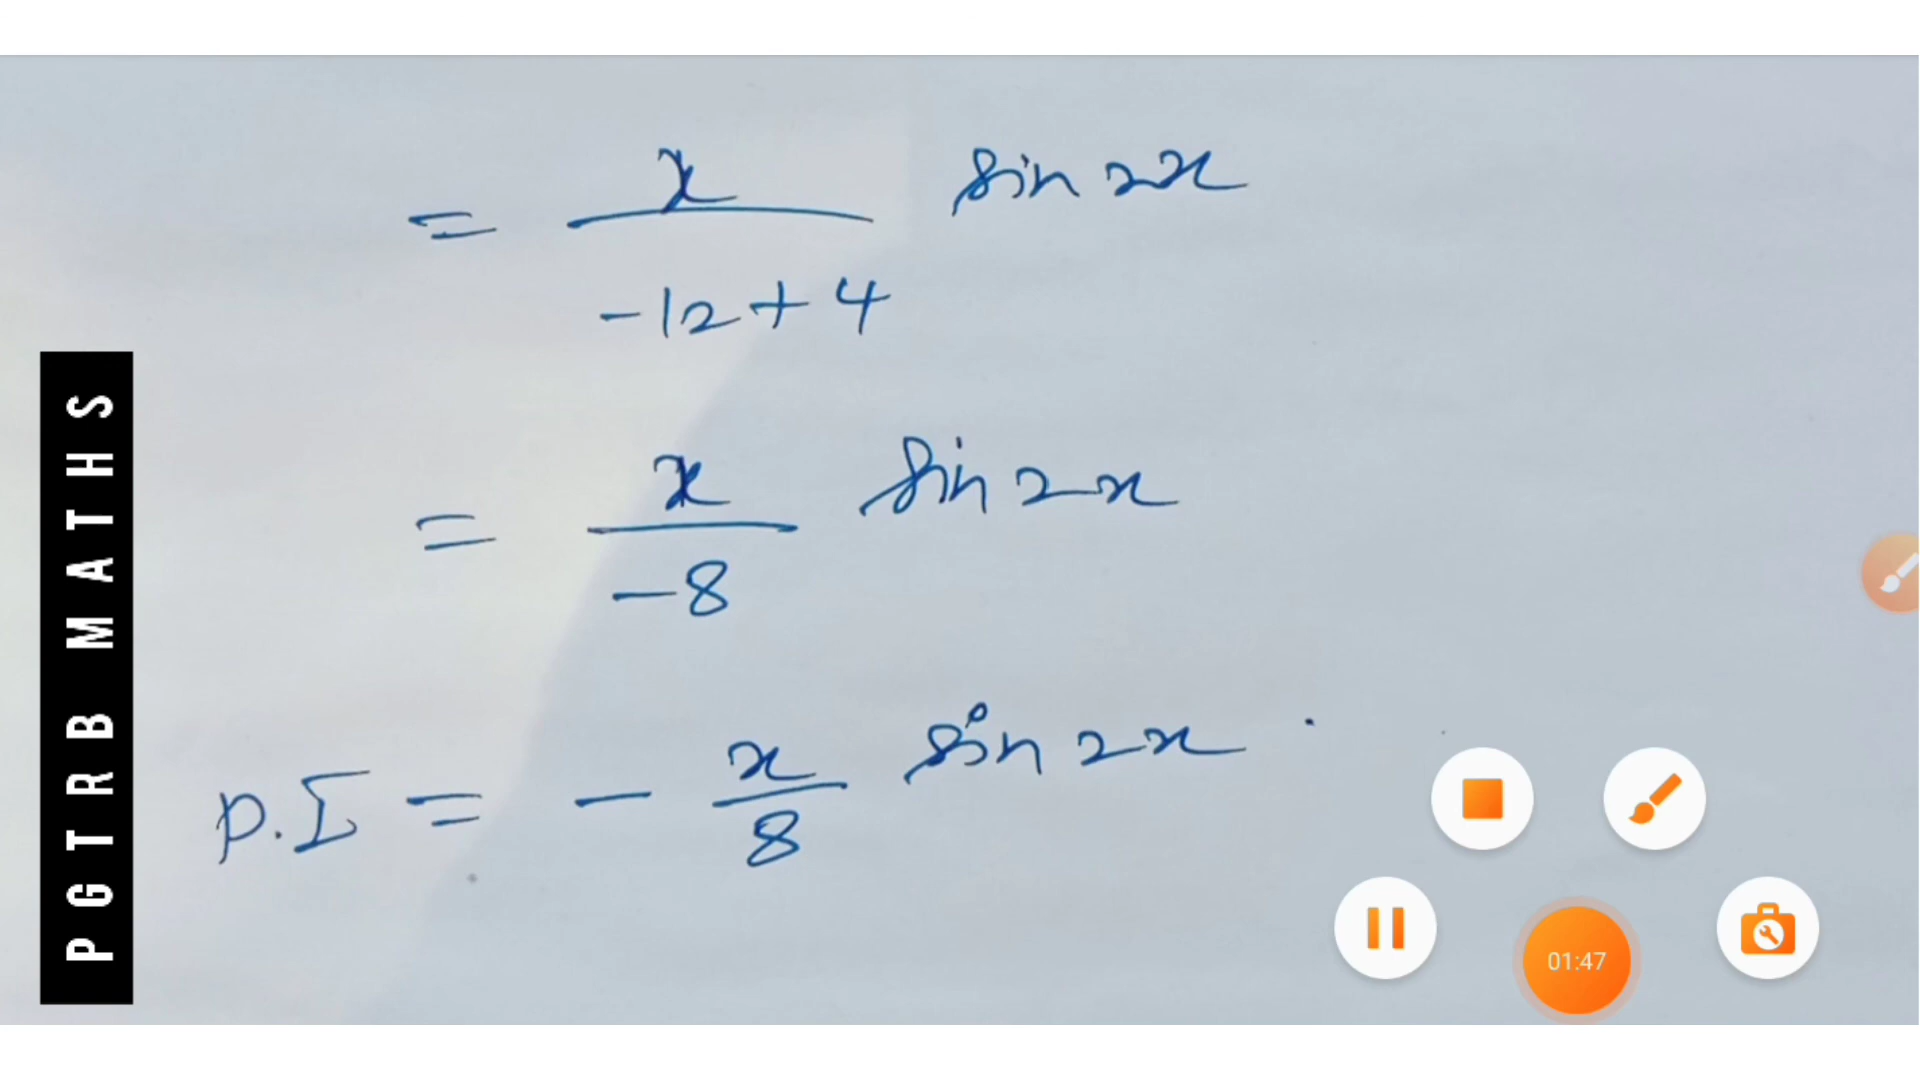 = x/(-12+4) sin 2x
= x/-8 sin 2x
P.I = - x/8 sin 2x
PGTRB MATHS
01:47